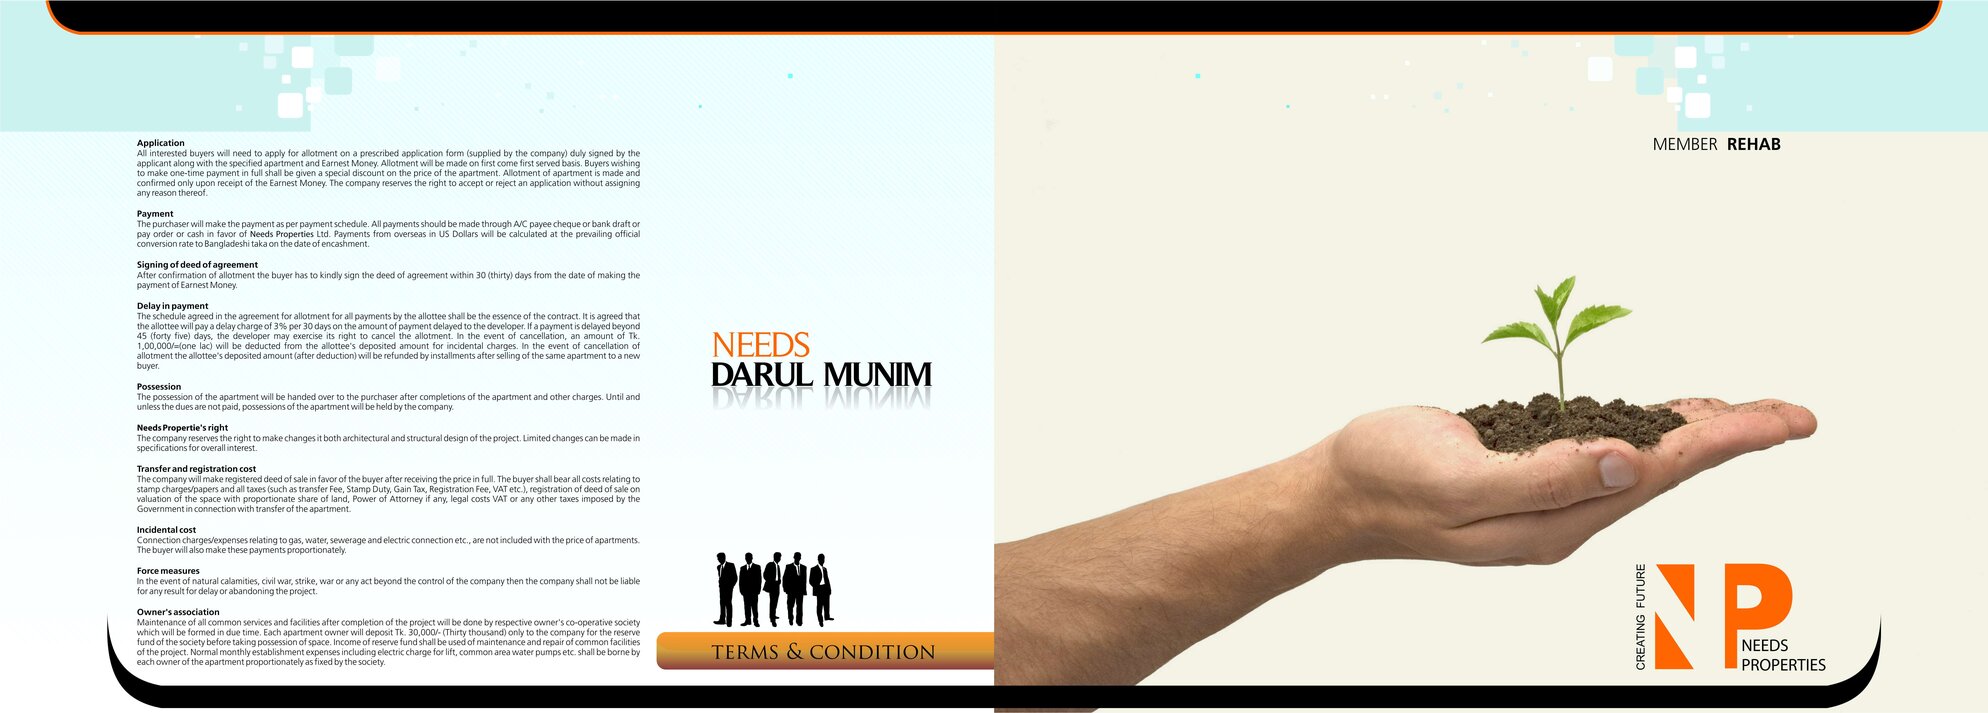 Application
All interested buyers will need to apply for allotment on a prescribed application form (supplied by the company) duly signed by the
applicant along with the specified apartment and Earnest Money. Allotment will be made on first come first served basis. Buyers wishing
to make one-time payment in full shall be given a special discount on the price of the apartment. Allotment of apartment is made and
confirmed only upon receipt of the Earnest Money. The company reserves the right to accept or reject an application without assigning
any reason thereof.
Payment
The purchaser will make the payment as per payment schedule. All payments should be made through A/C payee cheque or bank draft or
pay order or cash in favor of Needs Properties Ltd. Payments from overseas in US Dollars will be calculated at the prevailing official
conversion rate to Bangladeshi taka on the date of encashment.
Signing of deed of agreement
After confirmation of allotment the buyer has to kindly sign the deed of agreement within 30 (thirty) days from the date of making the
payment of Earnest Money.
Delay in payment
The schedule agreed in the agreement for allotment for all payments by the allottee shall be the essence of the contract. It is agreed that
the allottee will pay a delay charge of 3% per 30 days on the amount of payment delayed to the developer. If a payment is delayed beyond
45 (forty five) days, the developer may exercise its right to cancel the allotment. In the event of cancellation, an amount of Tk.
1,00,000/=(one lac) will be deducted from the allottee's deposited amount for incidental charges. In the event of cancellation of
allotment the allottee's deposited amount (after deduction) will be refunded by installments after selling of the same apartment to a new
buyer.
Possession
The possession of the apartment will be handed over to the purchaser after completions of the apartment and other charges. Until and
unless the dues are not paid, possessions of the apartment will be held by the company.
Needs Propertie's right
The company reserves the right to make changes it both architectural and structural design of the project. Limited changes can be made in
specifications for overall interest.
Transfer and registration cost
The company will make registered deed of sale in favor of the buyer after receiving the price in full. The buyer shall bear all costs relating to
stamp charges/papers and all taxes (such as transfer Fee, Stamp Duty, Gain Tax, Registration Fee, VAT etc.), registration of deed of sale on
valuation of the space with proportionate share of land, Power of Attorney if any, legal costs VAT or any other taxes imposed by the
Government in connection with transfer of the apartment.
Incidental cost
Connection charges/expenses relating to gas, water, sewerage and electric connection etc., are not included with the price of apartments.
The buyer will also make these payments proportionately.
Force measures
In the event of natural calamities, civil war, strike, war or any act beyond the control of the company then the company shall not be liable
for any result for delay or abandoning the project.
Owner's association
Maintenance of all common services and facilities after completion of the project will be done by respective owner's co-operative society
which will be formed in due time. Each apartment owner will deposit Tk. 30,000/- (Thirty thousand) only to the company for the reserve
fund of the society before taking possession of space. Income of reserve fund shall be used of maintenance and repair of common facilities
of the project. Normal monthly establishment expenses including electric charge for lift, common area water pumps etc. shall be borne by
each owner of the apartment proportionately as fixed by the society.
NEEDS
DARUL MUNIM
TERMS & CONDITION
MEMBER REHAB
CREATING FUTURE
NP
NEEDS
PROPERTIES